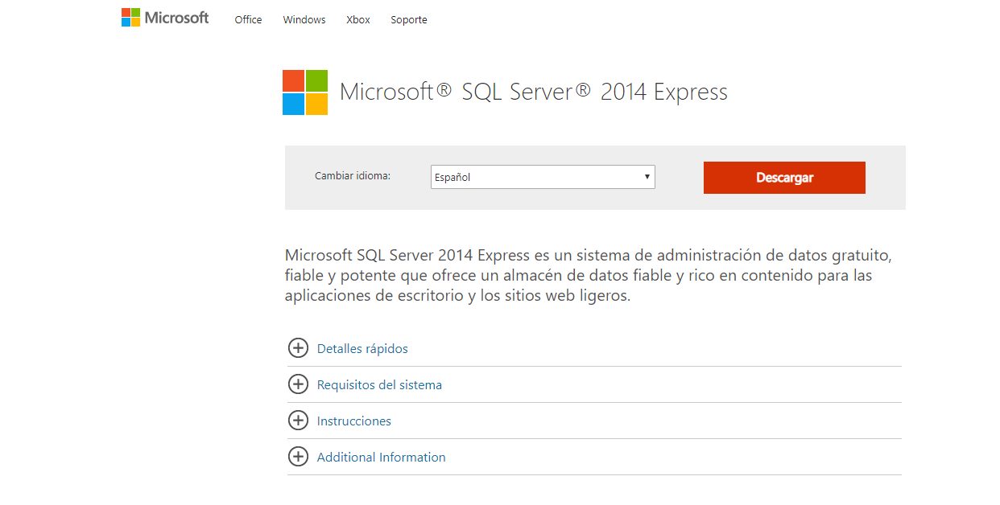 Microsoft Office Windows Xbox Soporte
Microsoft® SQL Server® 2014 Express
Cambiar idioma: Español Descargar
Microsoft SQL Server 2014 Express es un sistema de administración de datos gratuito,
fiable y potente que ofrece un almacén de datos fiable y rico en contenido para las
aplicaciones de escritorio y los sitios web ligeros.
Detalles rápidos
Requisitos del sistema
Instrucciones
Additional Information